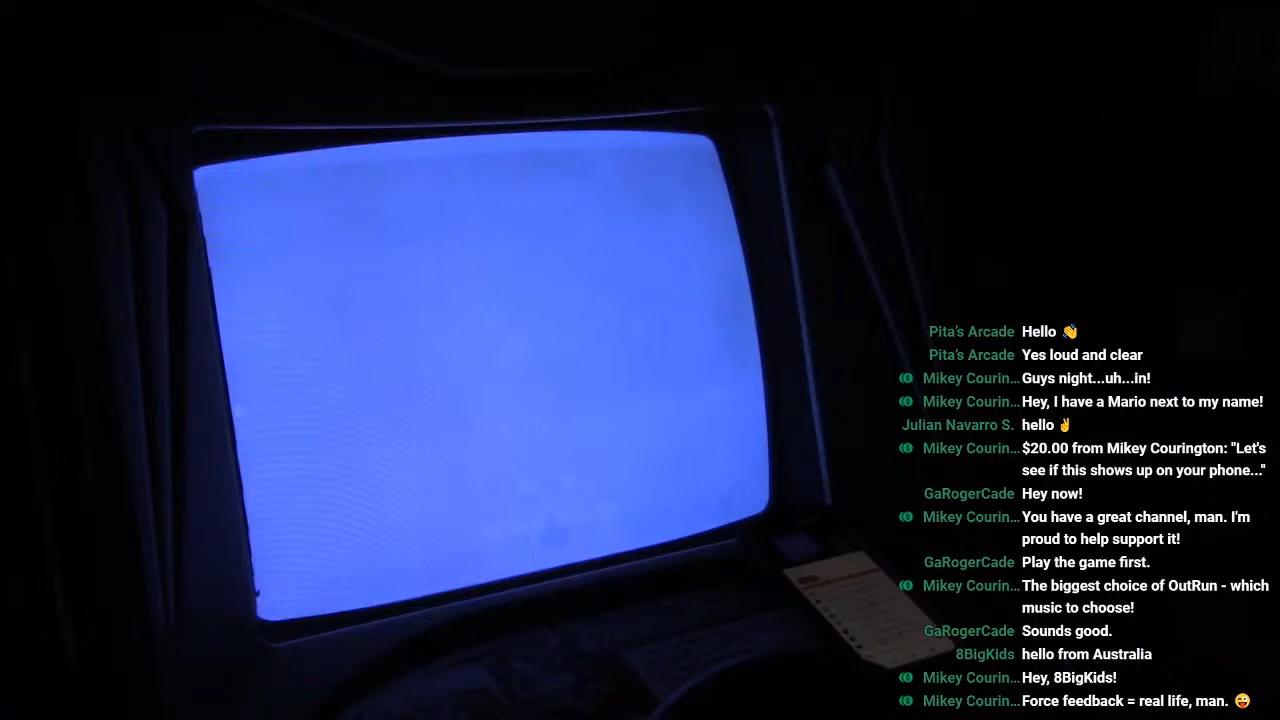 Pita's Arcade Hello 👋
Pita's Arcade Yes loud and clear
Mikey Courin... Guys night...uh...in!
Mikey Courin... Hey, I have a Mario next to my name!
Julian Navarro S. hello ✌
Mikey Courin... $20.00 from Mikey Courington: "Let's
see if this shows up on your phone..."
GaRogerCade Hey now!
Mikey Courin... You have a great channel, man. I'm
proud to help support it!
GaRogerCade Play the game first.
Mikey Courin... The biggest choice of OutRun - which
music to choose!
GaRogerCade Sounds good.
8BigKids hello from Australia
Mikey Courin... Hey, 8BigKids!
Mikey Courin... Force feedback = real life, man. 😜